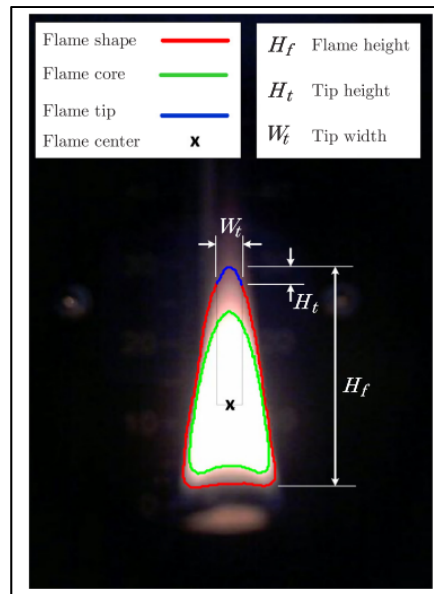 Flame shape
Flame core
Flame tip
Flame center x
H_f Flame height
H_t Tip height
W_t Tip width
W_t
H_t
H_f
x